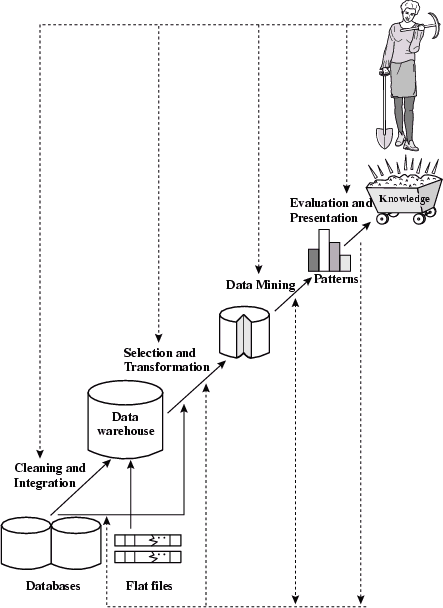 Evaluation and
Presentation
Knowledge
Patterns
Data Mining
Selection and
Transformation
Data
warehouse
Cleaning and
Integration
Databases
Flat files